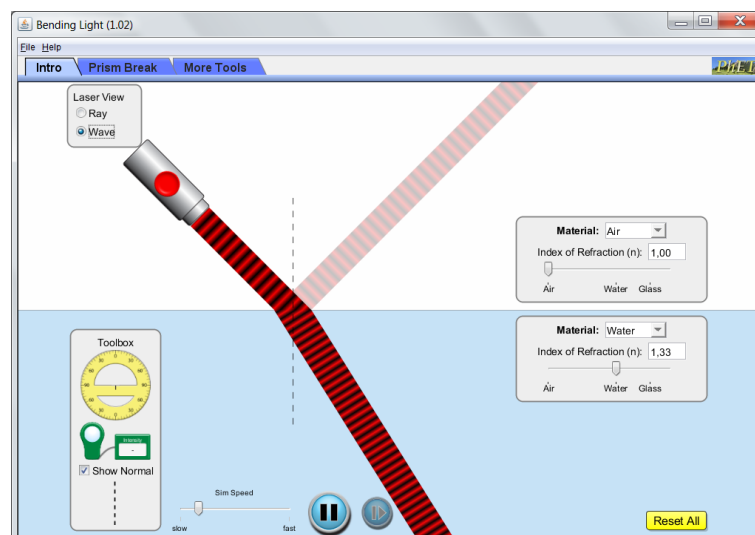 Bending Light (1.02)
File Help
Intro Prism Break More Tools
PhET
Laser View
Ray
Wave
Material: Air
Index of Refraction (n): 1,00
Air Water Glass
Material: Water
Index of Refraction (n): 1,33
Air Water Glass
Toolbox
Intensity
-
Show Normal
Sim Speed
slow fast
Reset All